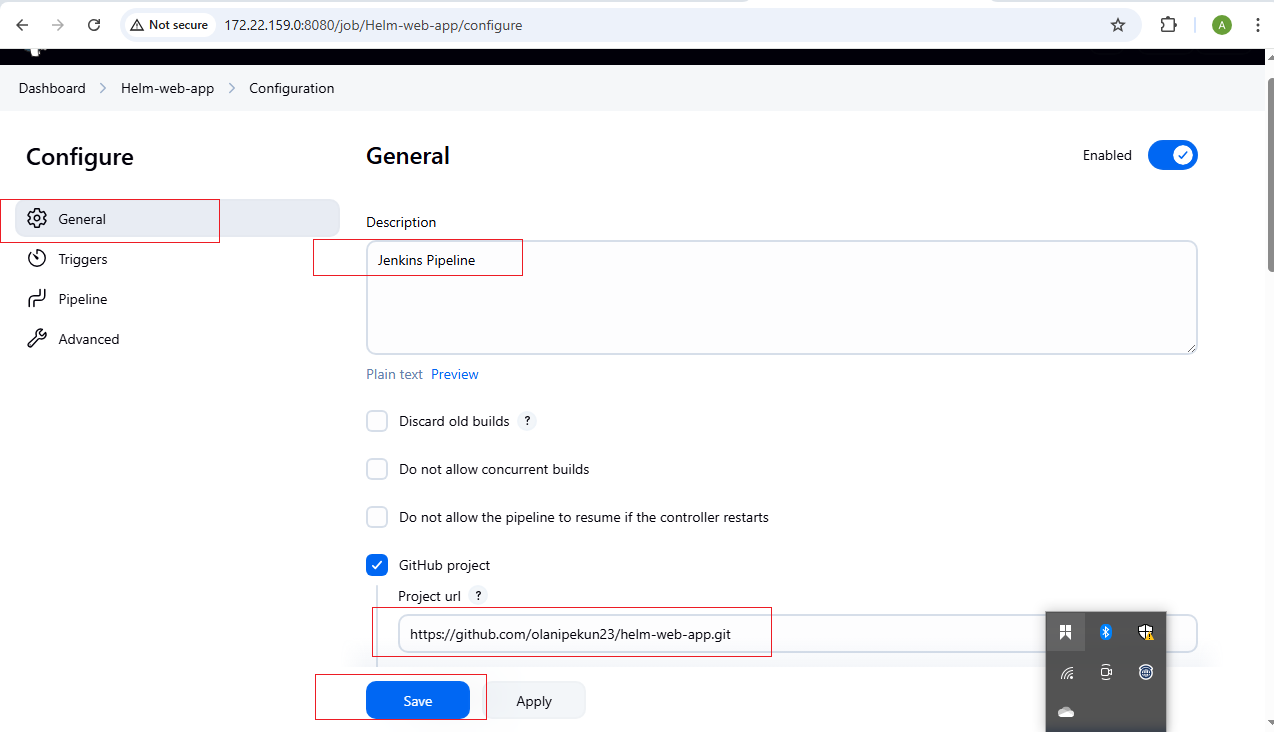 Not secure 172.22.159.0:8080/job/Helm-web-app/configure A
Dashboard Helm-web-app Configuration
Configure
General
Triggers
Pipeline
Advanced
General
Enabled
Description
Jenkins Pipeline
Plain text Preview
Discard old builds ?
Do not allow concurrent builds
Do not allow the pipeline to resume if the controller restarts
GitHub project
Project url ?
https://github.com/olanipekun23/helm-web-app.git
Save Apply